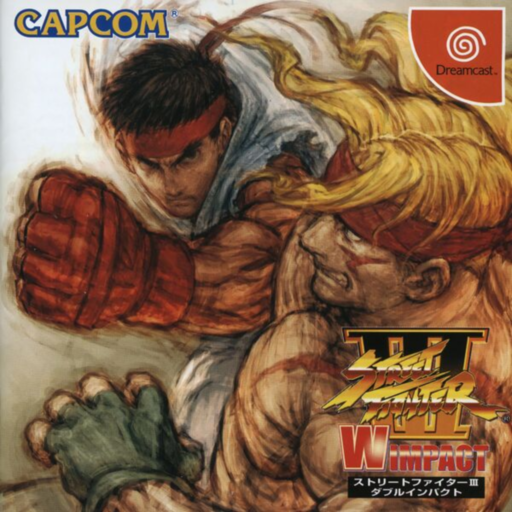 CAPCOM®
Dreamcast™
III
STREET
FIGHTER
W IMPACT
ストリートファイターIII
ダブルインパクト